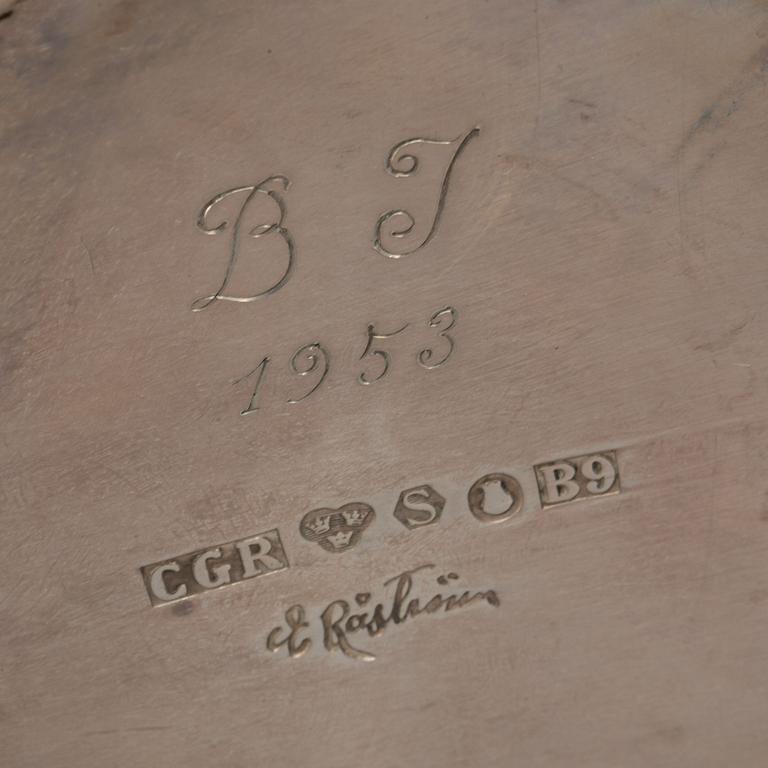 B J
1953
CGR S B9
E Råström